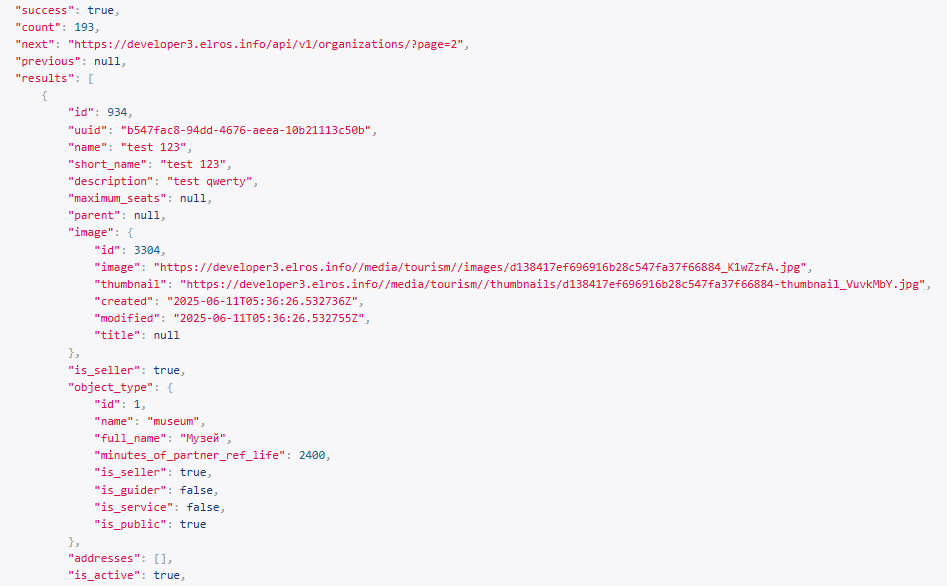 "success": true,
"count": 193,
"next": "https://developer3.elros.info/api/v1/organizations/?page=2",
"previous": null,
"results": [
{
"id": 934,
"uuid": "b547fac8-94dd-4676-aeea-10b21113c50b",
"name": "test 123",
"short_name": "test 123",
"description": "test qwerty",
"maximum_seats": null,
"parent": null,
"image": {
"id": 3304,
"image": "https://developer3.elros.info//media/tourism//images/d138417ef696916b28c547fa37f66884_K1wZzfA.jpg",
"thumbnail": "https://developer3.elros.info//media/tourism//thumbnails/d138417ef696916b28c547fa37f66884-thumbnail_VuvkMbY.jpg",
"created": "2025-06-11T05:36:26.532736Z",
"modified": "2025-06-11T05:36:26.532755Z",
"title": null
},
"is_seller": true,
"object_type": {
"id": 1,
"name": "museum",
"full_name": "Музей",
"minutes_of_partner_ref_life": 2400,
"is_seller": true,
"is_guider": false,
"is_service": false,
"is_public": true
},
"addresses": [],
"is_active": true,